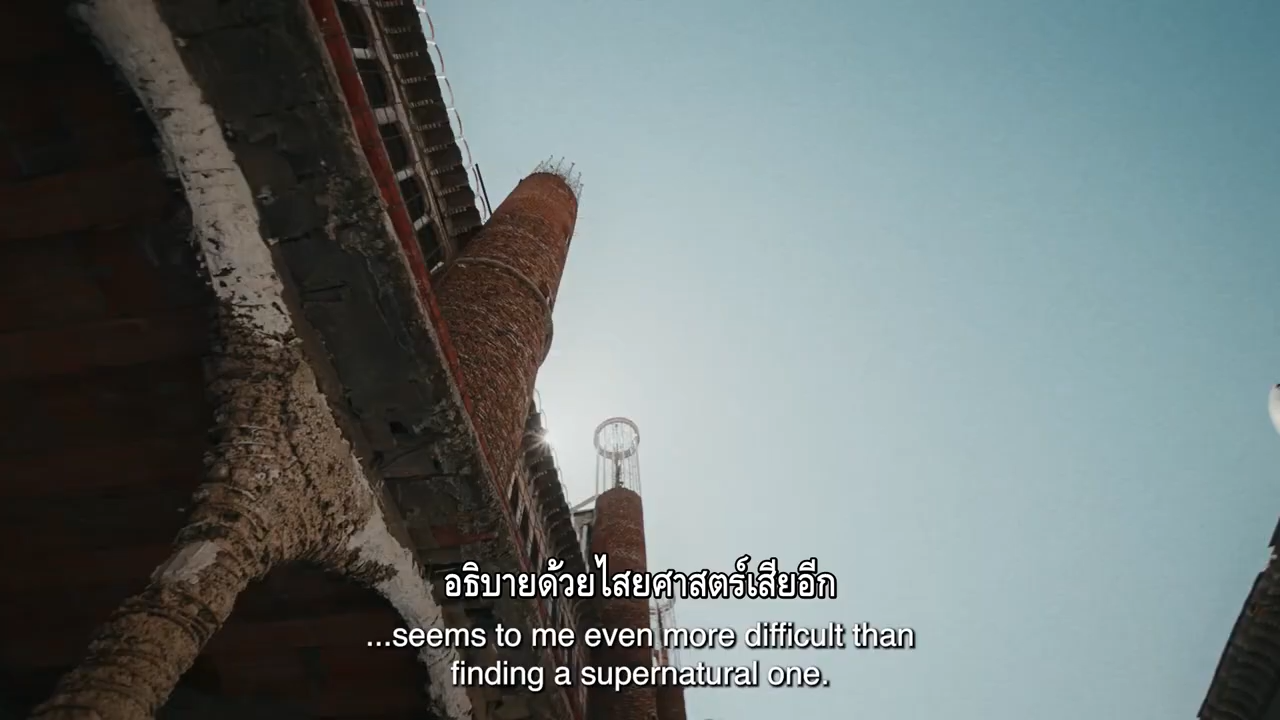 อธิบายด้วยไสยศาสตร์เสียอีก
...seems to me even more difficult than
finding a supernatural one.